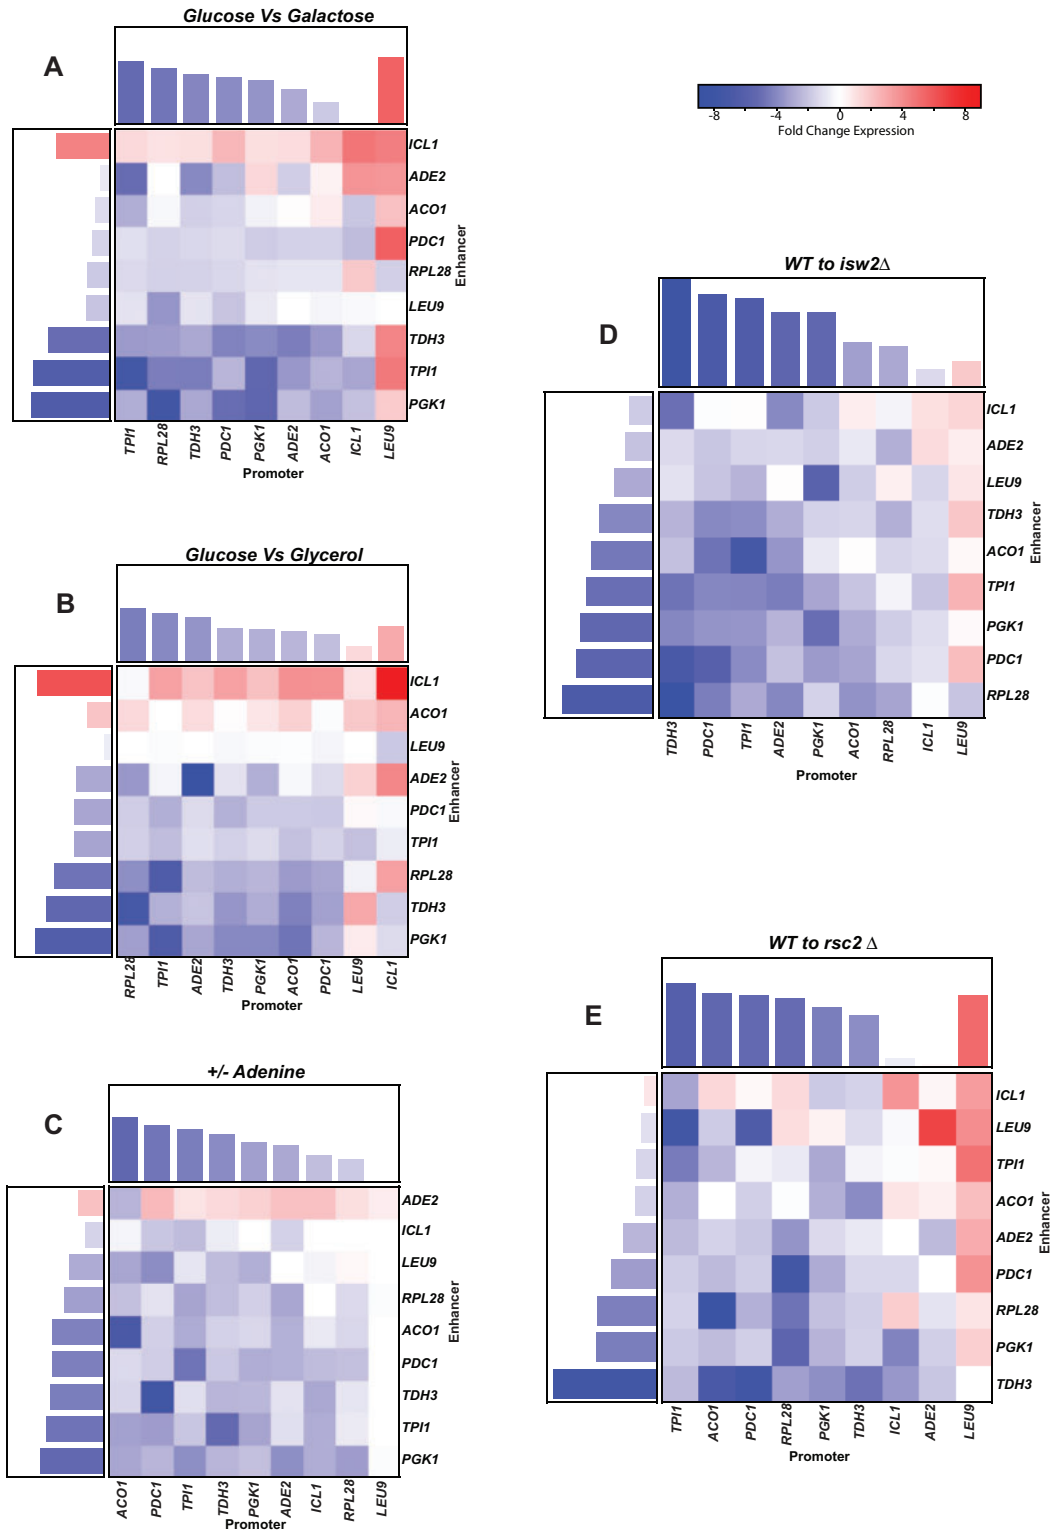 Glucose Vs Galactose
A
ICL1
ADE2
ACO1
PDC1
RPL28
LEU9
TDH3
TPI1
PGK1
Enhancer
TPI1 RPL28 TDH3 PDC1 PGK1 ADE2 ACO1 ICL1 LEU9
Promoter
-8 -4 0 4 8
Fold Change Expression
Glucose Vs Glycerol
B
ICL1
ACO1
LEU9
ADE2
PDC1
TPI1
RPL28
TDH3
PGK1
Enhancer
RPL28 TPI1 ADE2 TDH3 PGK1 ACO1 PDC1 LEU9 ICL1
Promoter
+/- Adenine
C
ADE2
ICL1
LEU9
RPL28
ACO1
PDC1
TDH3
TPI1
PGK1
Enhancer
ACO1 PDC1 TPI1 TDH3 PGK1 ADE2 ICL1 RPL28 LEU9
Promoter
WT to isw2Δ
D
ICL1
ADE2
LEU9
TDH3
ACO1
TPI1
PGK1
PDC1
RPL28
Enhancer
TDH3 PDC1 TPI1 ADE2 PGK1 ACO1 RPL28 ICL1 LEU9
Promoter
WT to rsc2 Δ
E
ICL1
LEU9
TPI1
ACO1
ADE2
PDC1
RPL28
PGK1
TDH3
Enhancer
TPI1 ACO1 PDC1 RPL28 PGK1 TDH3 ICL1 ADE2 LEU9
Promoter